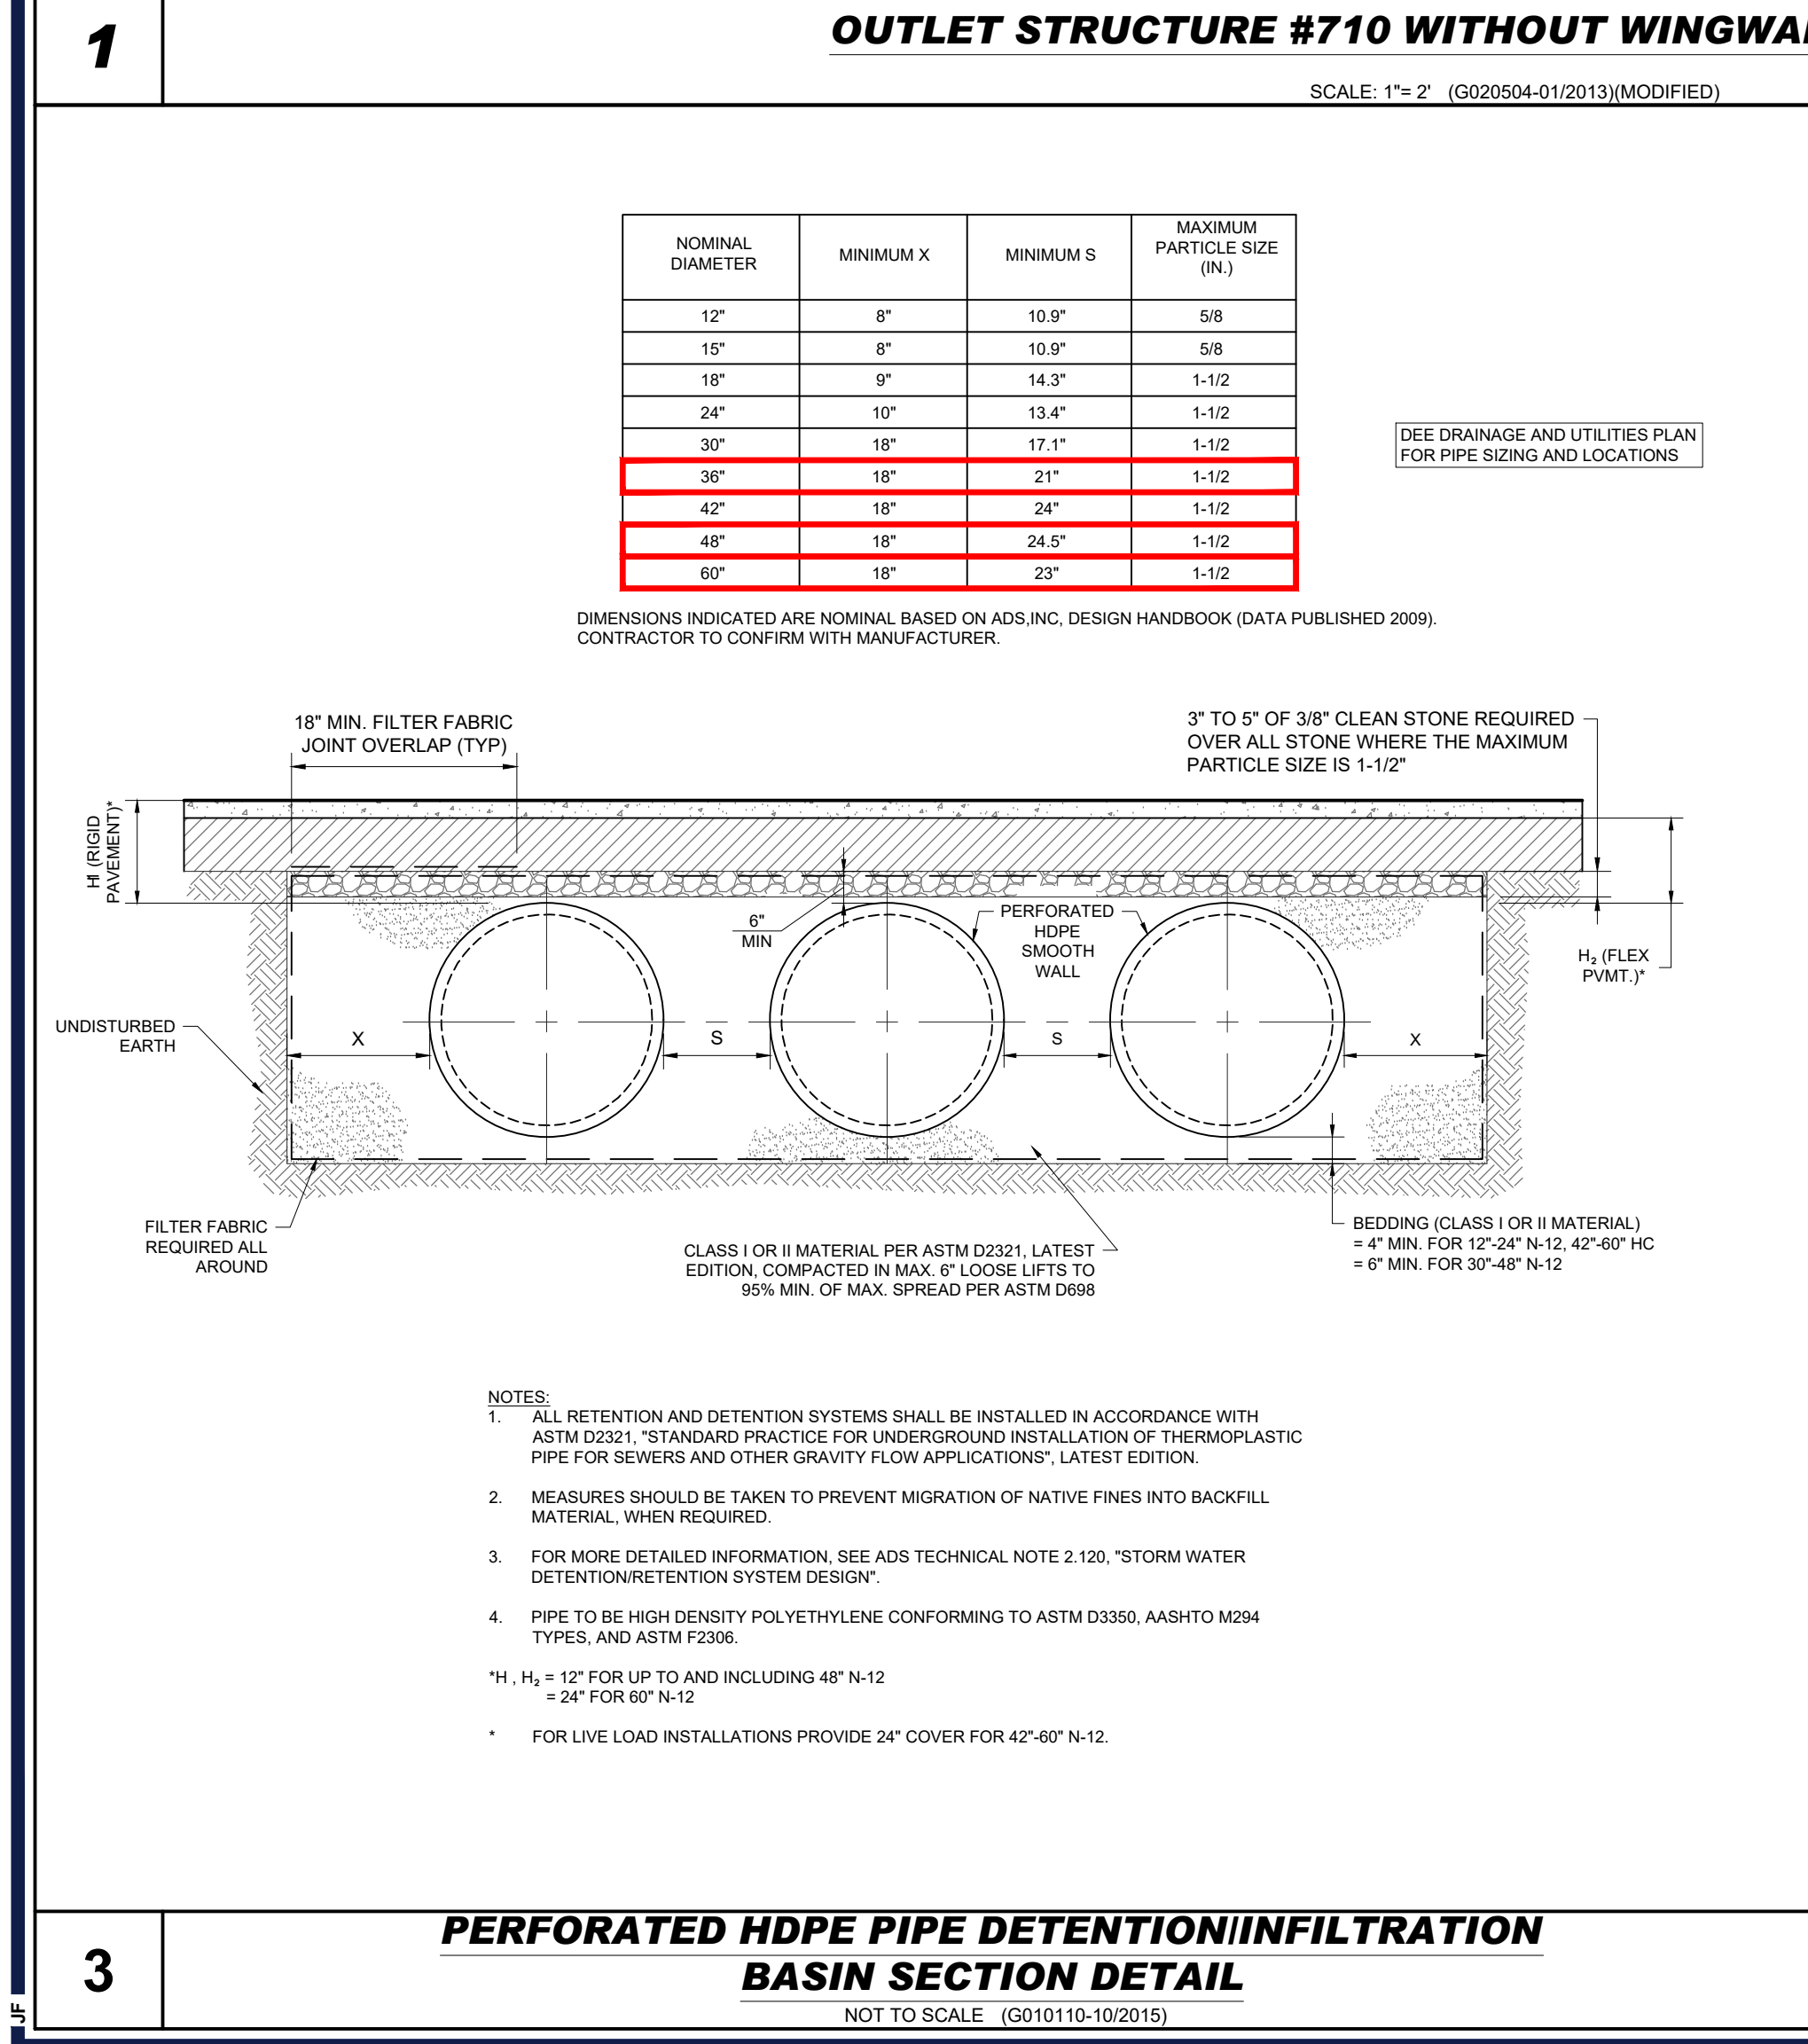 1
OUTLET STRUCTURE #710 WITHOUT
SCALE: 1"= 2' (G020504-01/2013)(MODIFIED)
NOMINAL DIAMETER MINIMUM X MINIMUM S MAXIMUM PARTICLE SIZE (IN.)
12" 8" 10.9" 5/8
15" 8" 10.9" 5/8
18" 9" 14.3" 1-1/2
24" 10" 13.4" 1-1/2
30" 18" 17.1" 1-1/2
36" 18" 21" 1-1/2
42" 18" 24" 1-1/2
48" 18" 24.5" 1-1/2
60" 18" 23" 1-1/2
DEE DRAINAGE AND UTILITIES PLAN
FOR PIPE SIZING AND LOCATIONS
DIMENSIONS INDICATED ARE NOMINAL BASED ON ADS,INC, DESIGN HANDBOOK (DATA PUBLISHED 2009).
CONTRACTOR TO CONFIRM WITH MANUFACTURER.
18" MIN. FILTER FABRIC
JOINT OVERLAP (TYP)
3" TO 5" OF 3/8" CLEAN STONE REQUIRED
OVER ALL STONE WHERE THE MAXIMUM
PARTICLE SIZE IS 1-1/2"
(RIGID
PAVEMENT)*
6"
MIN
PERFORATED
HDPE
SMOOTH
WALL
H₂ (FLEX
PVMT.)*
UNDISTURBED
EARTH
X
S
S
X
FILTER FABRIC
REQUIRED ALL
AROUND
CLASS I OR II MATERIAL PER ASTM D2321, LATEST
EDITION, COMPACTED IN MAX. 6" LOOSE LIFTS TO
95% MIN. OF MAX. SPREAD PER ASTM D698
BEDDING (CLASS I OR II MATERIAL)
= 4" MIN. FOR 12"-24" N-12, 42"-60" HC
= 6" MIN. FOR 30"-48" N-12
NOTES:
1. ALL RETENTION AND DETENTION SYSTEMS SHALL BE INSTALLED IN ACCORDANCE WITH
ASTM D2321, "STANDARD PRACTICE FOR UNDERGROUND INSTALLATION OF THERMOPLASTIC
PIPE FOR SEWERS AND OTHER GRAVITY FLOW APPLICATIONS", LATEST EDITION.
2. MEASURES SHOULD BE TAKEN TO PREVENT MIGRATION OF NATIVE FINES INTO BACKFILL
MATERIAL, WHEN REQUIRED.
3. FOR MORE DETAILED INFORMATION, SEE ADS TECHNICAL NOTE 2.120, "STORM WATER
DETENTION/RETENTION SYSTEM DESIGN".
4. PIPE TO BE HIGH DENSITY POLYETHYLENE CONFORMING TO ASTM D3350, AASHTO M294
TYPES, AND ASTM F2306.
*H , H₂ = 12" FOR UP TO AND INCLUDING 48" N-12
= 24" FOR 60" N-12
* FOR LIVE LOAD INSTALLATIONS PROVIDE 24" COVER FOR 42"-60" N-12.
3
PERFORATED HDPE PIPE DETENTION/INFILTRATION
BASIN SECTION DETAIL
NOT TO SCALE (G010110-10/2015)
JF